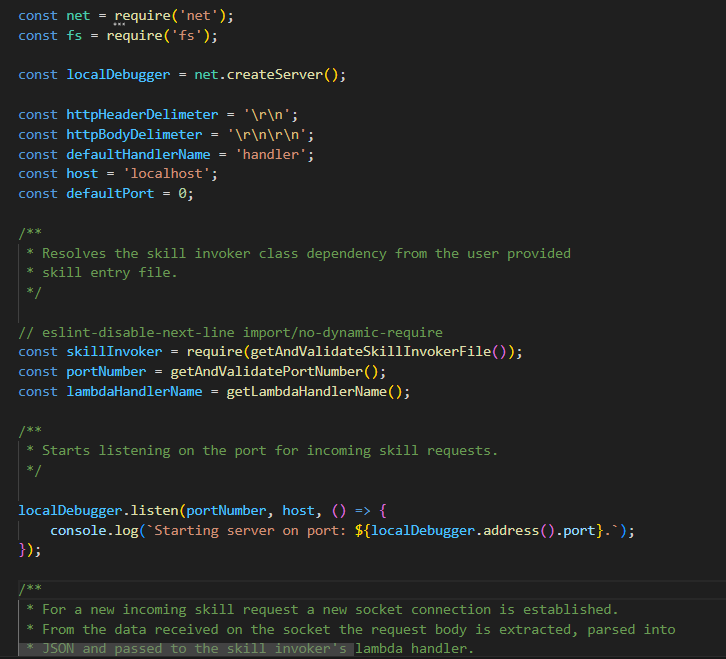 const net = require('net');
const fs = require('fs');
const localDebugger = net.createServer();
const httpHeaderDelimeter = '\r\n';
const httpBodyDelimeter = '\r\n\r\n';
const defaultHandlerName = 'handler';
const host = 'localhost';
const defaultPort = 0;
/**
 * Resolves the skill invoker class dependency from the user provided
 * skill entry file.
 */
// eslint-disable-next-line import/no-dynamic-require
const skillInvoker = require(getAndValidateSkillInvokerFile());
const portNumber = getAndValidatePortNumber();
const lambdaHandlerName = getLambdaHandlerName();
/**
 * Starts listening on the port for incoming skill requests.
 */
localDebugger.listen(portNumber, host, () => {
    console.log(`Starting server on port: ${localDebugger.address().port}.`);
});
/**
 * For a new incoming skill request a new socket connection is established.
 * From the data received on the socket the request body is extracted, parsed into
 * JSON and passed to the skill invoker's lambda handler.